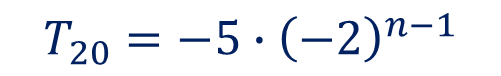 T₂₀ = −5 · (−2)ⁿ⁻¹